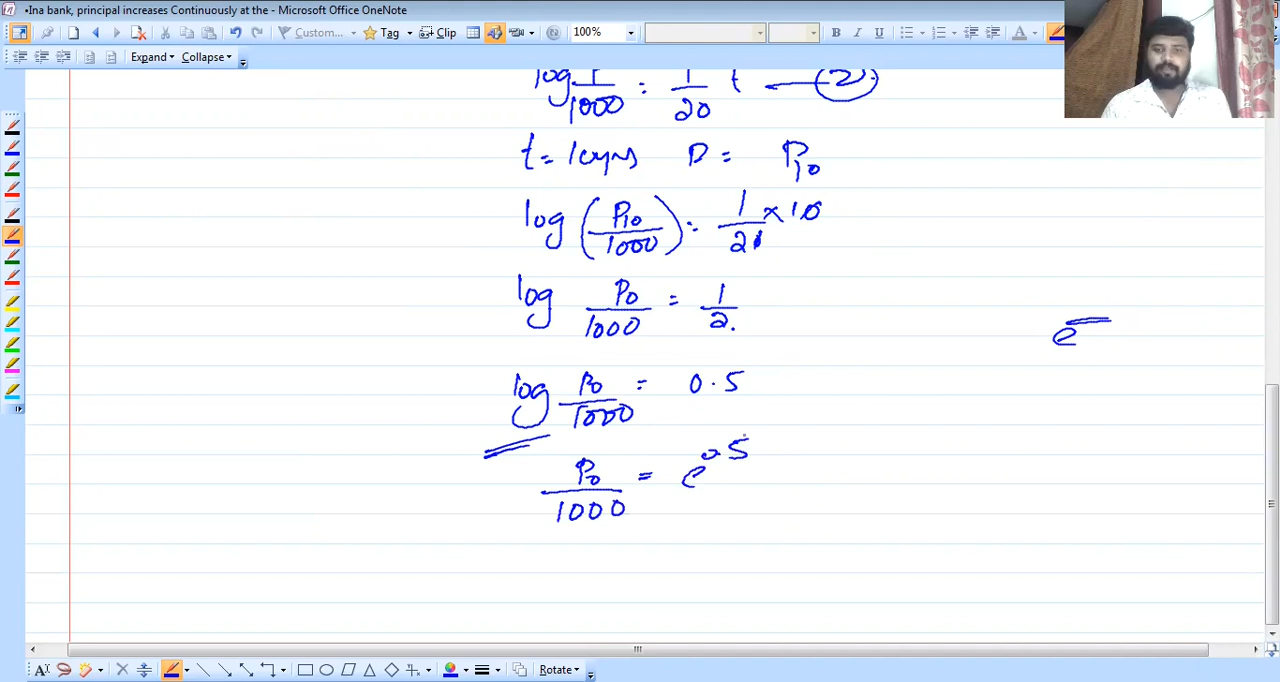 •Ina bank, principal increases Continuously at the - Microsoft Office OneNote
Custom... Tag Clip 100% B I U A
Expand Collapse
log 1/1000 = 1/20 t (2)
t = 10yrs P = P10
log (P10/1000) = 1/20 × 10
log P0/1000 = 1/2.
e
log P0/1000 = 0.5
P0/1000 = e^0.5
Rotate